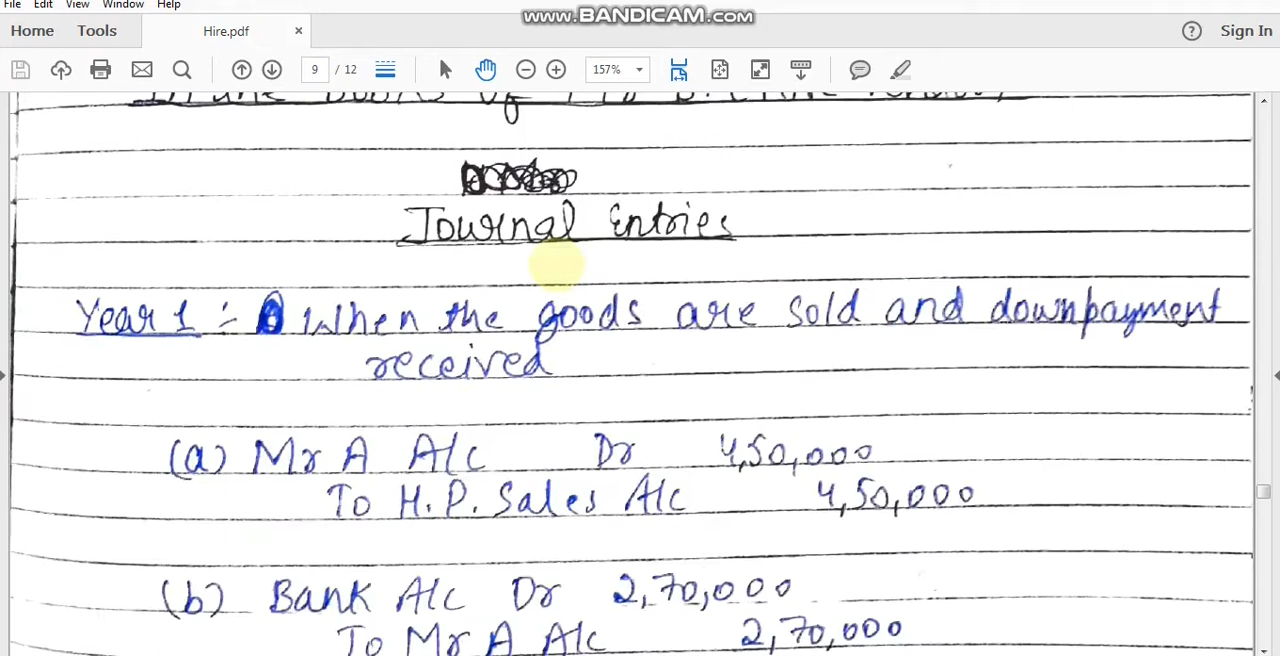 File Edit View Window Help
www.BANDICAM.com
Home Tools Hire.pdf × Sign In
9 / 12 157%
Journal Entries
Year 1 :- When the goods are sold and downpayment
received
(a) Mr A A/c Dr 4,50,000
To H.P. Sales A/c 4,50,000
(b) Bank A/c Dr 2,70,000
To Mr A A/c 2,70,000